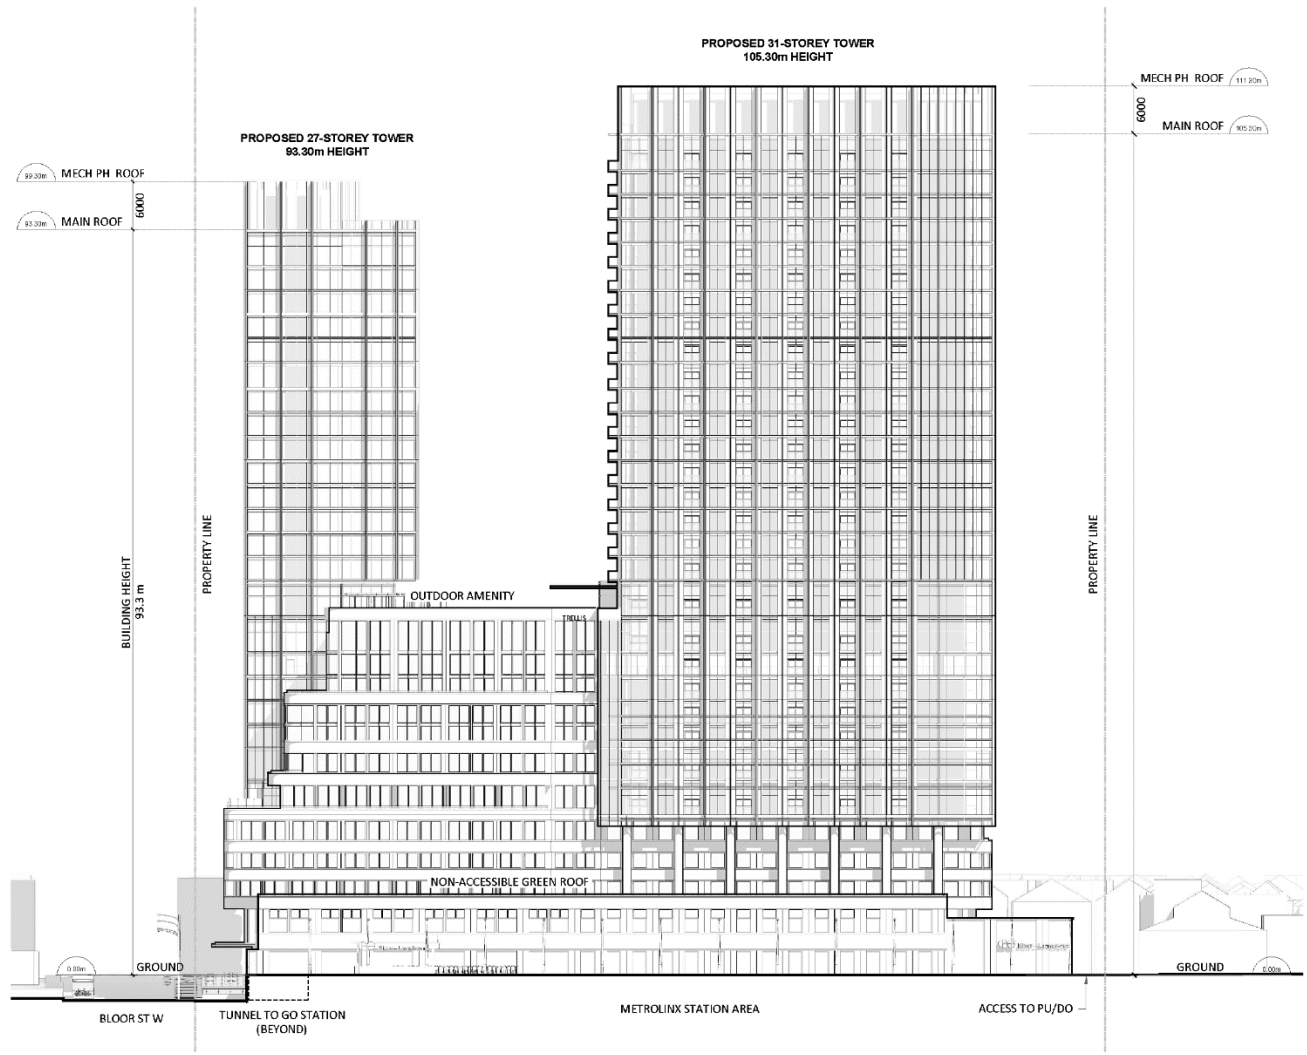 PROPOSED 31-STOREY TOWER
105.30m HEIGHT
MECH PH ROOF
111.30m
6000
MAIN ROOF
105.30m
PROPOSED 27-STOREY TOWER
93.30m HEIGHT
99.30m
MECH PH ROOF
6000
93.30m
MAIN ROOF
PROPERTY LINE
PROPERTY LINE
BUILDING HEIGHT
93.3 m
OUTDOOR AMENITY
TRELLIS
NON-ACCESSIBLE GREEN ROOF
0.00m
GROUND
GROUND
0.00m
BLOOR ST W
TUNNEL TO GO STATION
(BEYOND)
METROLINX STATION AREA
ACCESS TO PU/DO